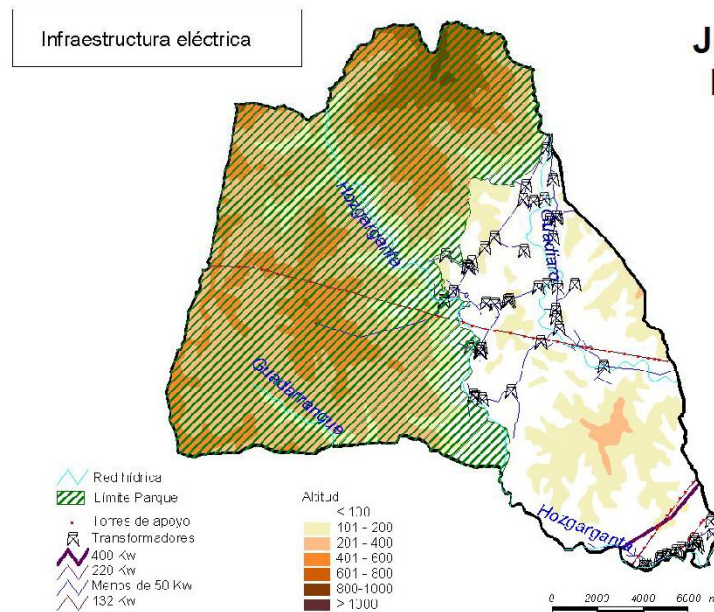 Infraestructura eléctrica
J
Hozgarganta
Guadiaro
Guadarranque
Hozgarganta
Red hídrica
Límite Parque
Torres de apoyo
Transformadores
400 Kw
220 Kw
Menos de 50 Kw
132 Kw
Altitud
< 100
101 - 200
201 - 400
401 - 600
601 - 800
800-1000
> 1000
0 2000 4000 6000 m